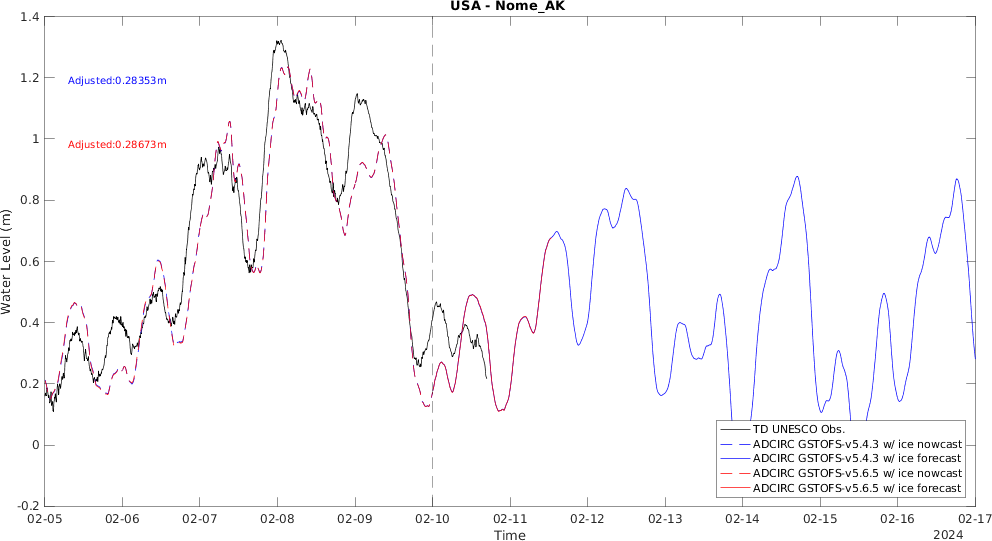 USA - Nome_AK
1.4
1.2
1
0.8
0.6
0.4
0.2
0
-0.2
Water Level (m)
Adjusted:0.28353m
Adjusted:0.28673m
TD UNESCO Obs.
ADCIRC GSTOFS-v5.4.3 w/ ice nowcast
ADCIRC GSTOFS-v5.4.3 w/ ice forecast
ADCIRC GSTOFS-v5.6.5 w/ ice nowcast
ADCIRC GSTOFS-v5.6.5 w/ ice forecast
02-05 02-06 02-07 02-08 02-09 02-10 02-11 02-12 02-13 02-14 02-15 02-16 02-17
Time
2024